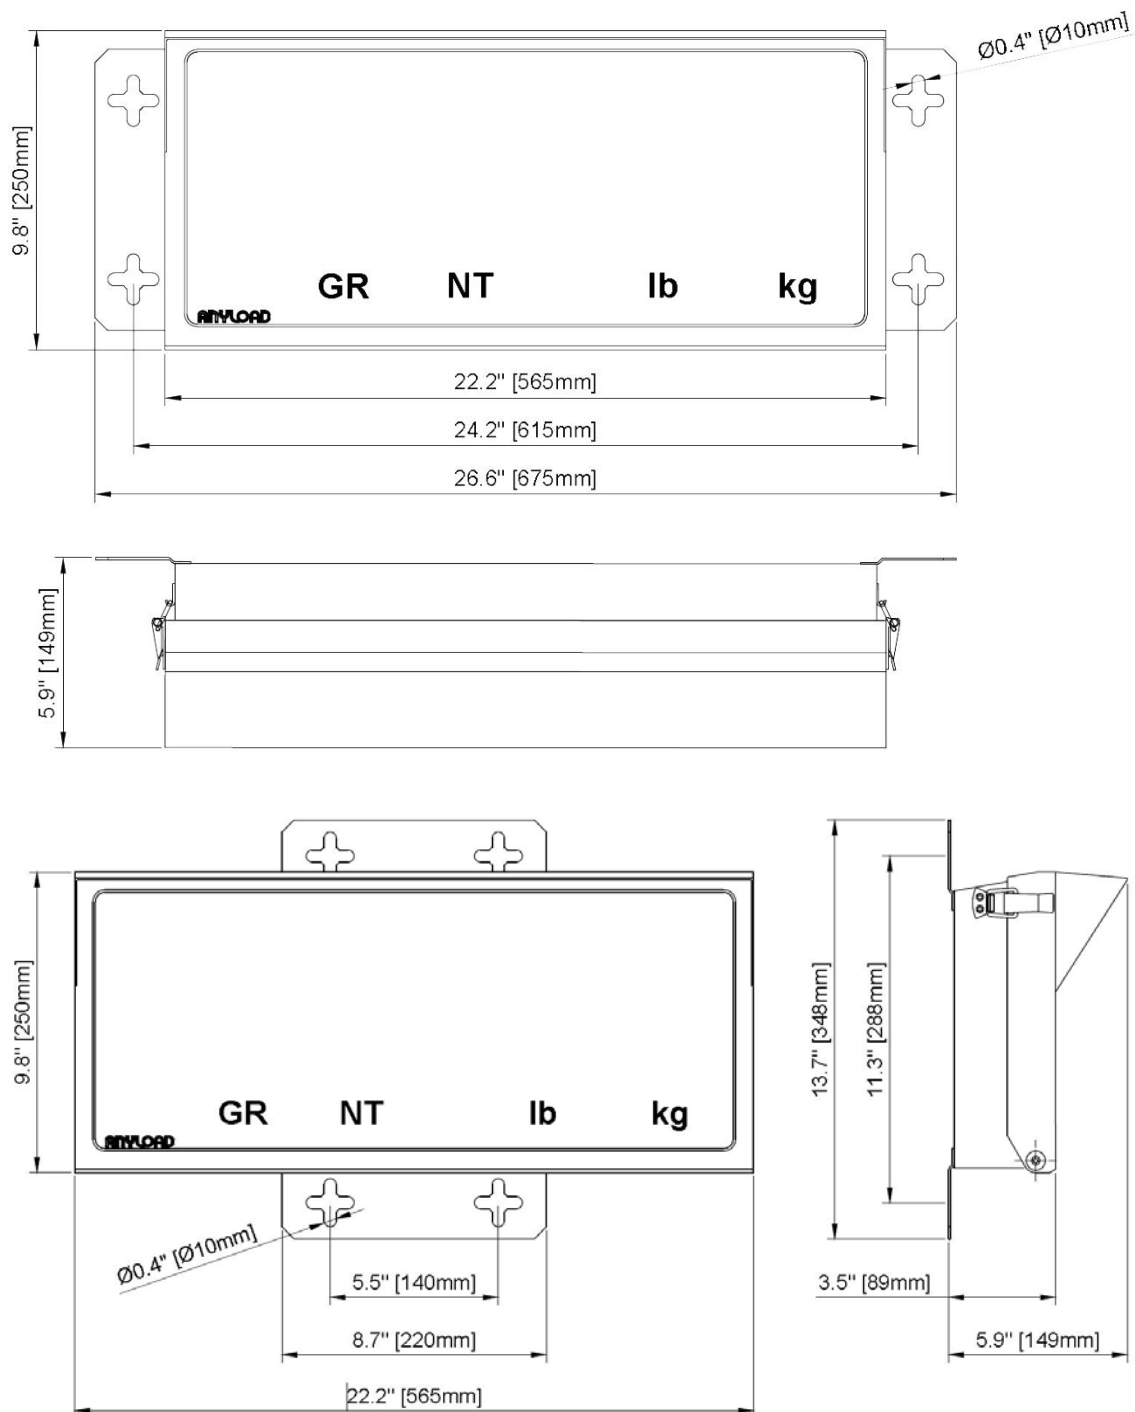 Ø0.4" [Ø10mm]
9.8" [250mm]
GR NT lb kg
ANYLOAD
22.2" [565mm]
24.2" [615mm]
26.6" [675mm]
5.9" [149mm]
9.8" [250mm]
GR NT lb kg
ANYLOAD
13.7" [348mm]
11.3" [288mm]
Ø0.4" [Ø10mm]
5.5" [140mm]
3.5" [89mm]
8.7" [220mm]
5.9" [149mm]
22.2" [565mm]